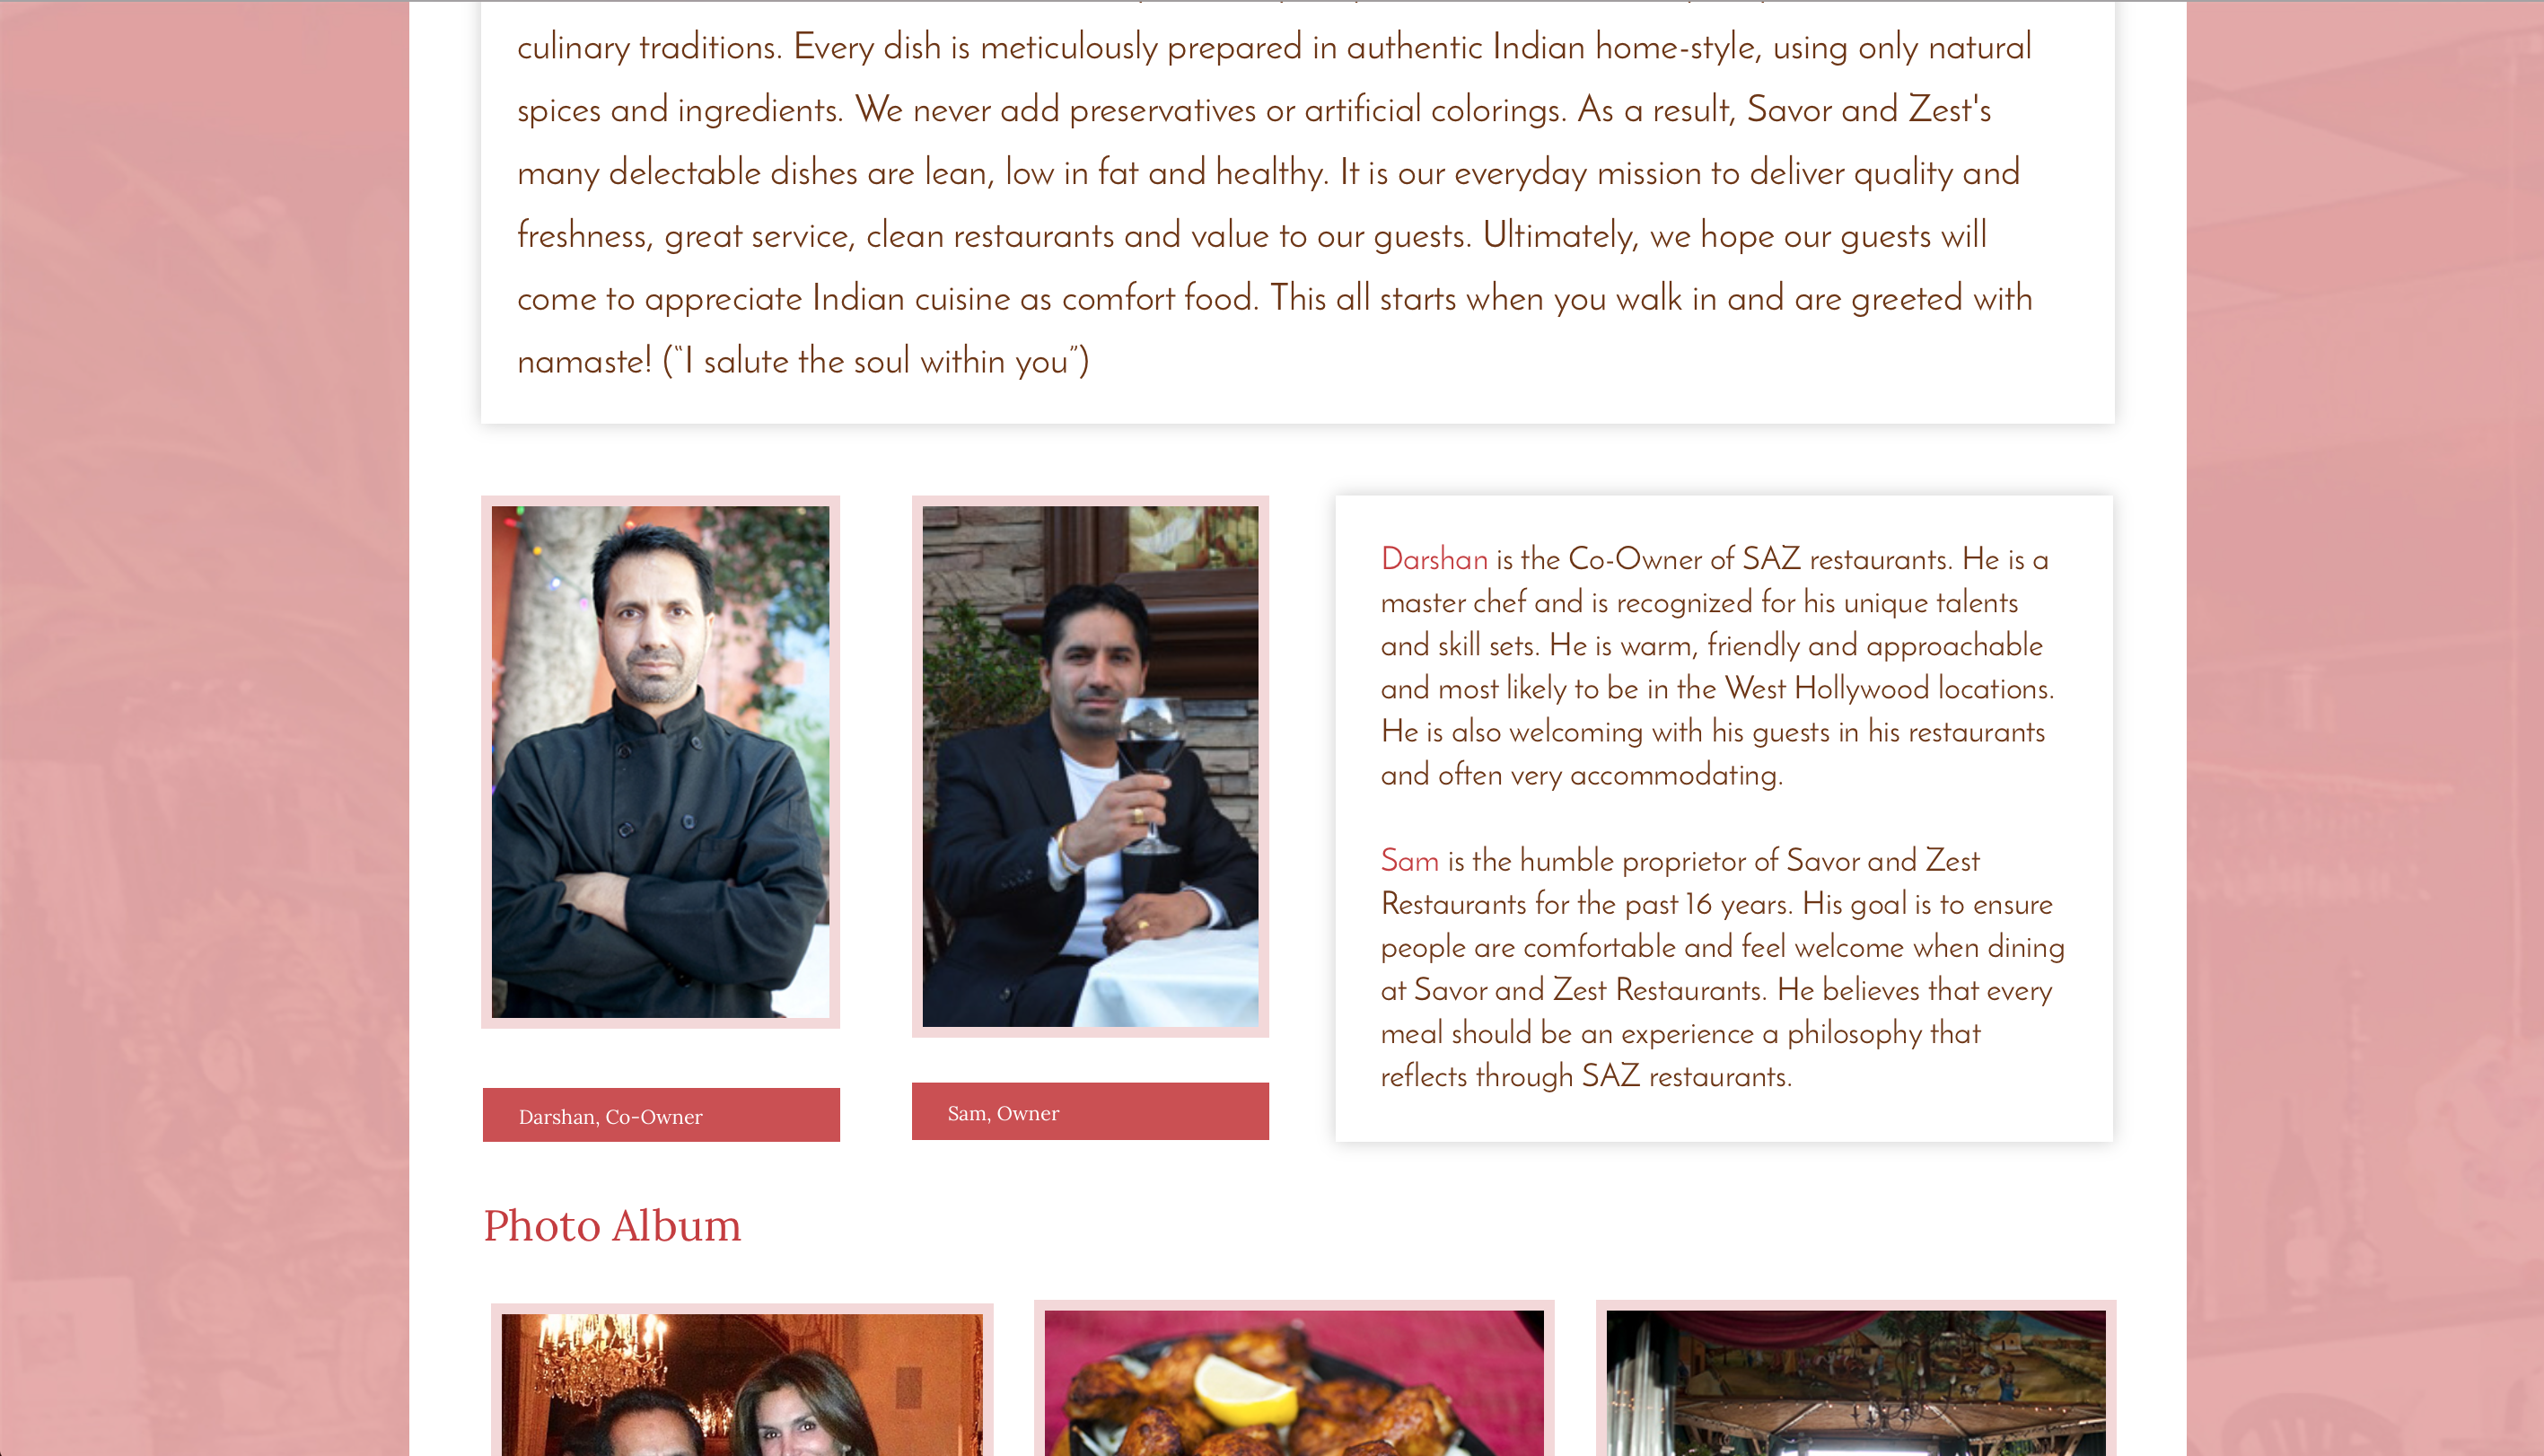 culinary traditions. Every dish is meticulously prepared in authentic Indian home-style, using only natural
spices and ingredients. We never add preservatives or artificial colorings. As a result, Savor and Zest's
many delectable dishes are lean, low in fat and healthy. It is our everyday mission to deliver quality and
freshness, great service, clean restaurants and value to our guests. Ultimately, we hope our guests will
come to appreciate Indian cuisine as comfort food. This all starts when you walk in and are greeted with
namaste! (“I salute the soul within you”)
Darshan, Co-Owner
Sam, Owner
Darshan is the Co-Owner of SAZ restaurants. He is a
master chef and is recognized for his unique talents
and skill sets. He is warm, friendly and approachable
and most likely to be in the West Hollywood locations.
He is also welcoming with his guests in his restaurants
and often very accommodating.
Sam is the humble proprietor of Savor and Zest
Restaurants for the past 16 years. His goal is to ensure
people are comfortable and feel welcome when dining
at Savor and Zest Restaurants. He believes that every
meal should be an experience a philosophy that
reflects through SAZ restaurants.
Photo Album